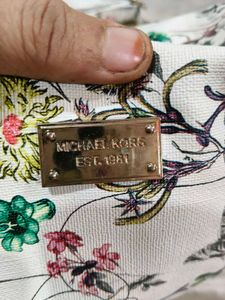 MICHAEL KORS
EST. 1981